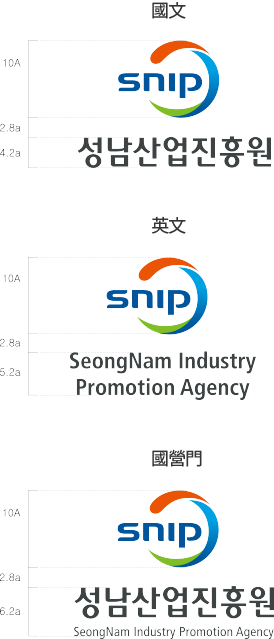 國文
10A
snip
2.8a
4.2a
성남산업진흥원
英文
10A
snip
2.8a
5.2a
SeongNam Industry
Promotion Agency
國營門
10A
snip
2.8a
6.2a
성남산업진흥원
SeongNam Industry Promotion Agency